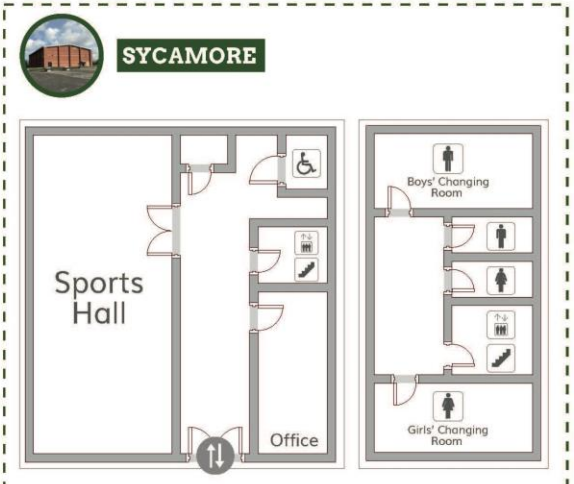 SYCAMORE
Boys' Changing
Room
Sports
Hall
Office
Girls' Changing
Room